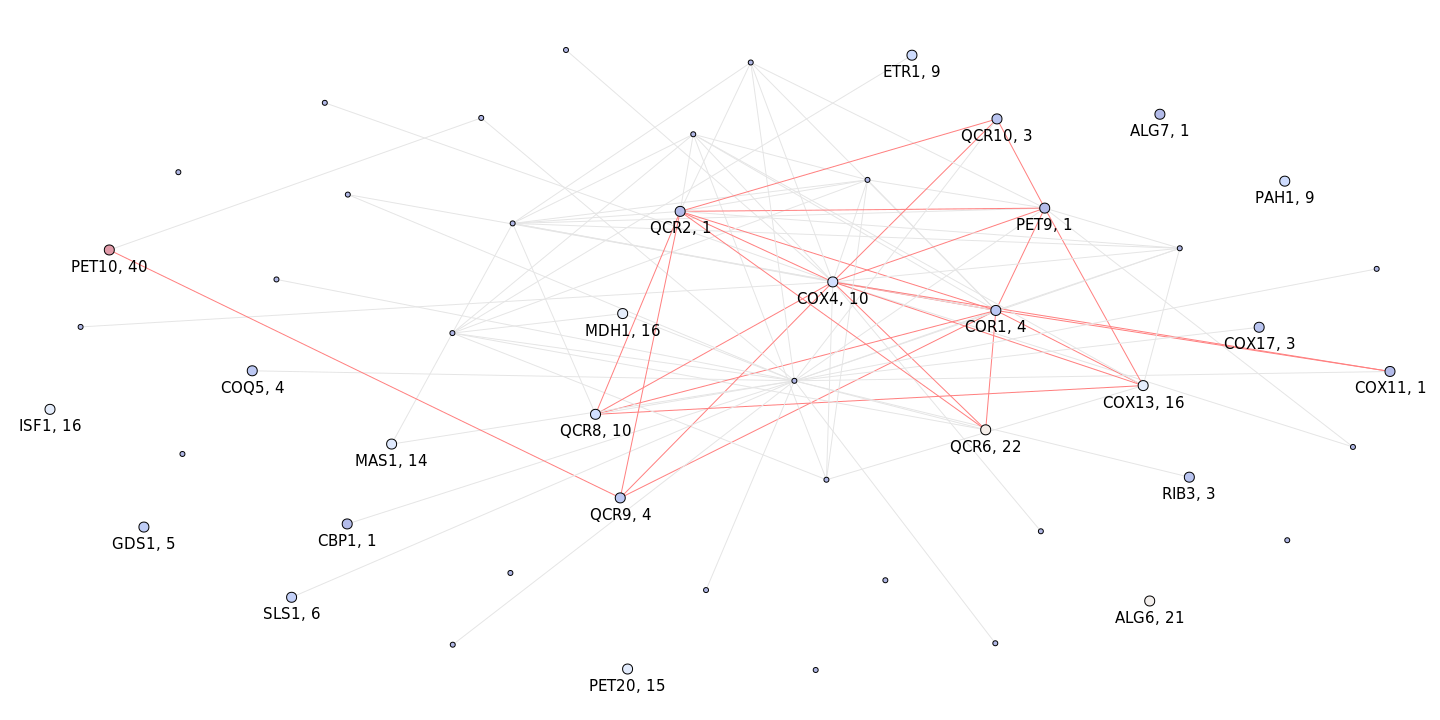 ETR1, 9
ALG7, 1
QCR10, 3
PAH1, 9
QCR2, 1
PET9, 1
PET10, 40
COX4, 10
COR1, 4
MDH1, 16
COX17, 3
COQ5, 4
COX11, 1
COX13, 16
ISF1, 16
QCR8, 10
QCR6, 22
MAS1, 14
RIB3, 3
QCR9, 4
CBP1, 1
GDS1, 5
SLS1, 6
ALG6, 21
PET20, 15